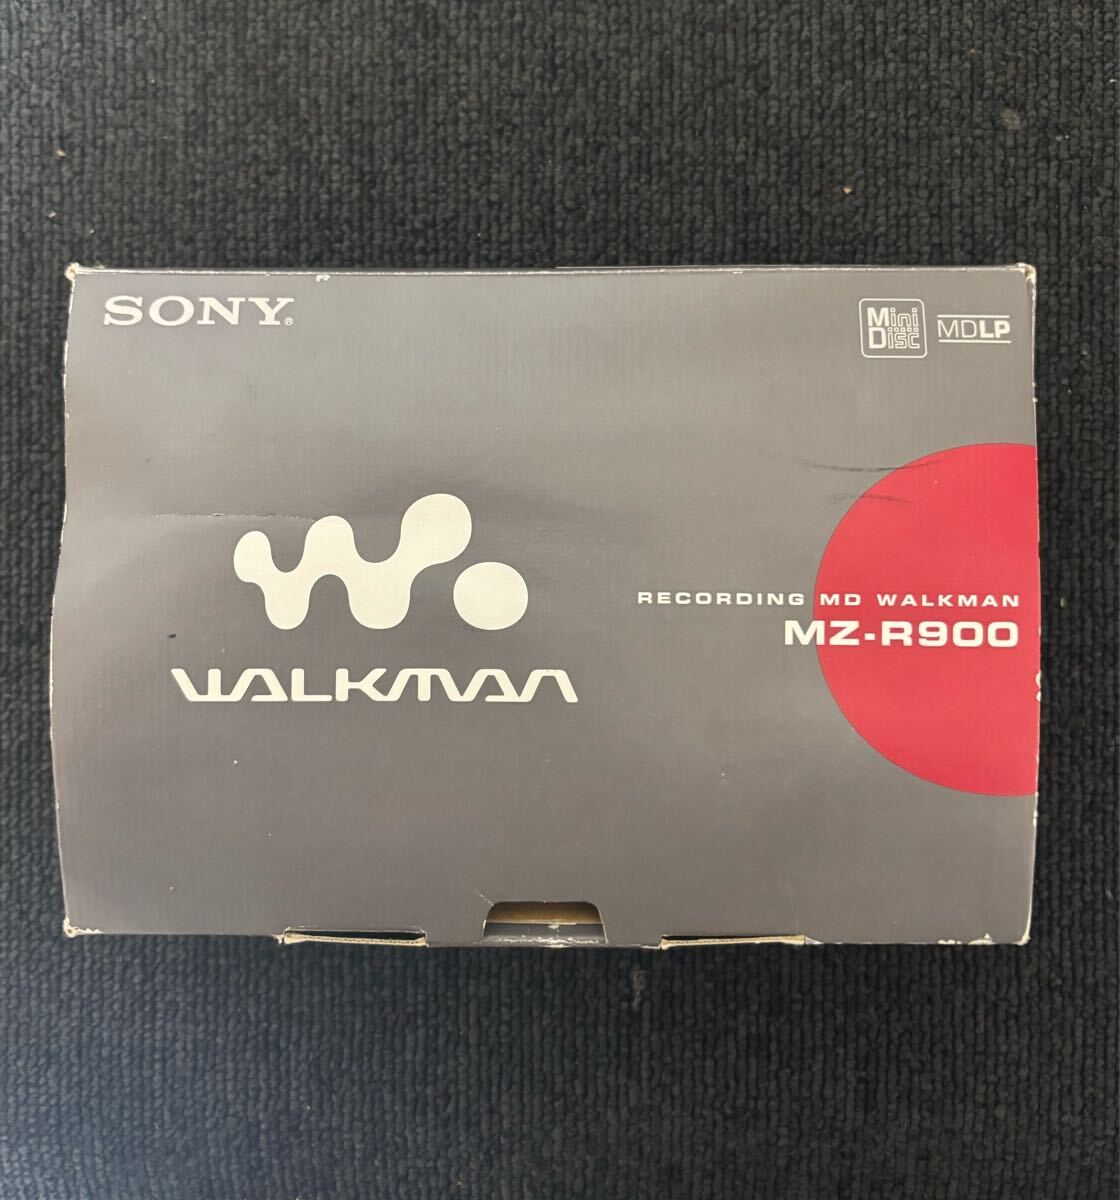 SONY®
Mini
Disc
MDLP
WALKMAN
RECORDING MD WALKMAN
MZ-R900